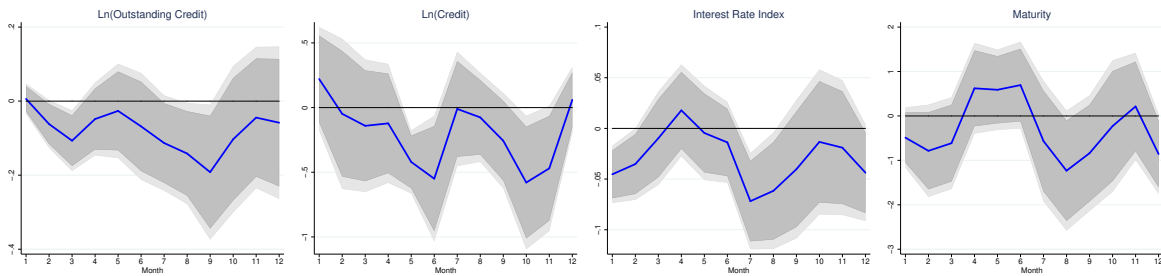 Ln(Outstanding Credit)
.2
0
-.2
-.4
1 2 3 4 5 6 7 8 9 10 11 12
Month
Ln(Credit)
.5
0
-.5
-1
1 2 3 4 5 6 7 8 9 10 11 12
Month
Interest Rate Index
.1
.05
0
-.05
-.1
1 2 3 4 5 6 7 8 9 10 11 12
Month
Maturity
2
1
0
-1
-2
-3
1 2 3 4 5 6 7 8 9 10 11 12
Month